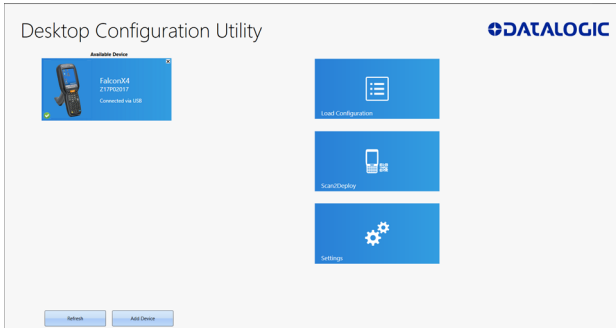 Desktop Configuration Utility
DATALOGIC
Available Device
FalconX4
Z17P02017
Connected via USB
Load Configuration
Scan2Deploy
Settings
Refresh
Add Device